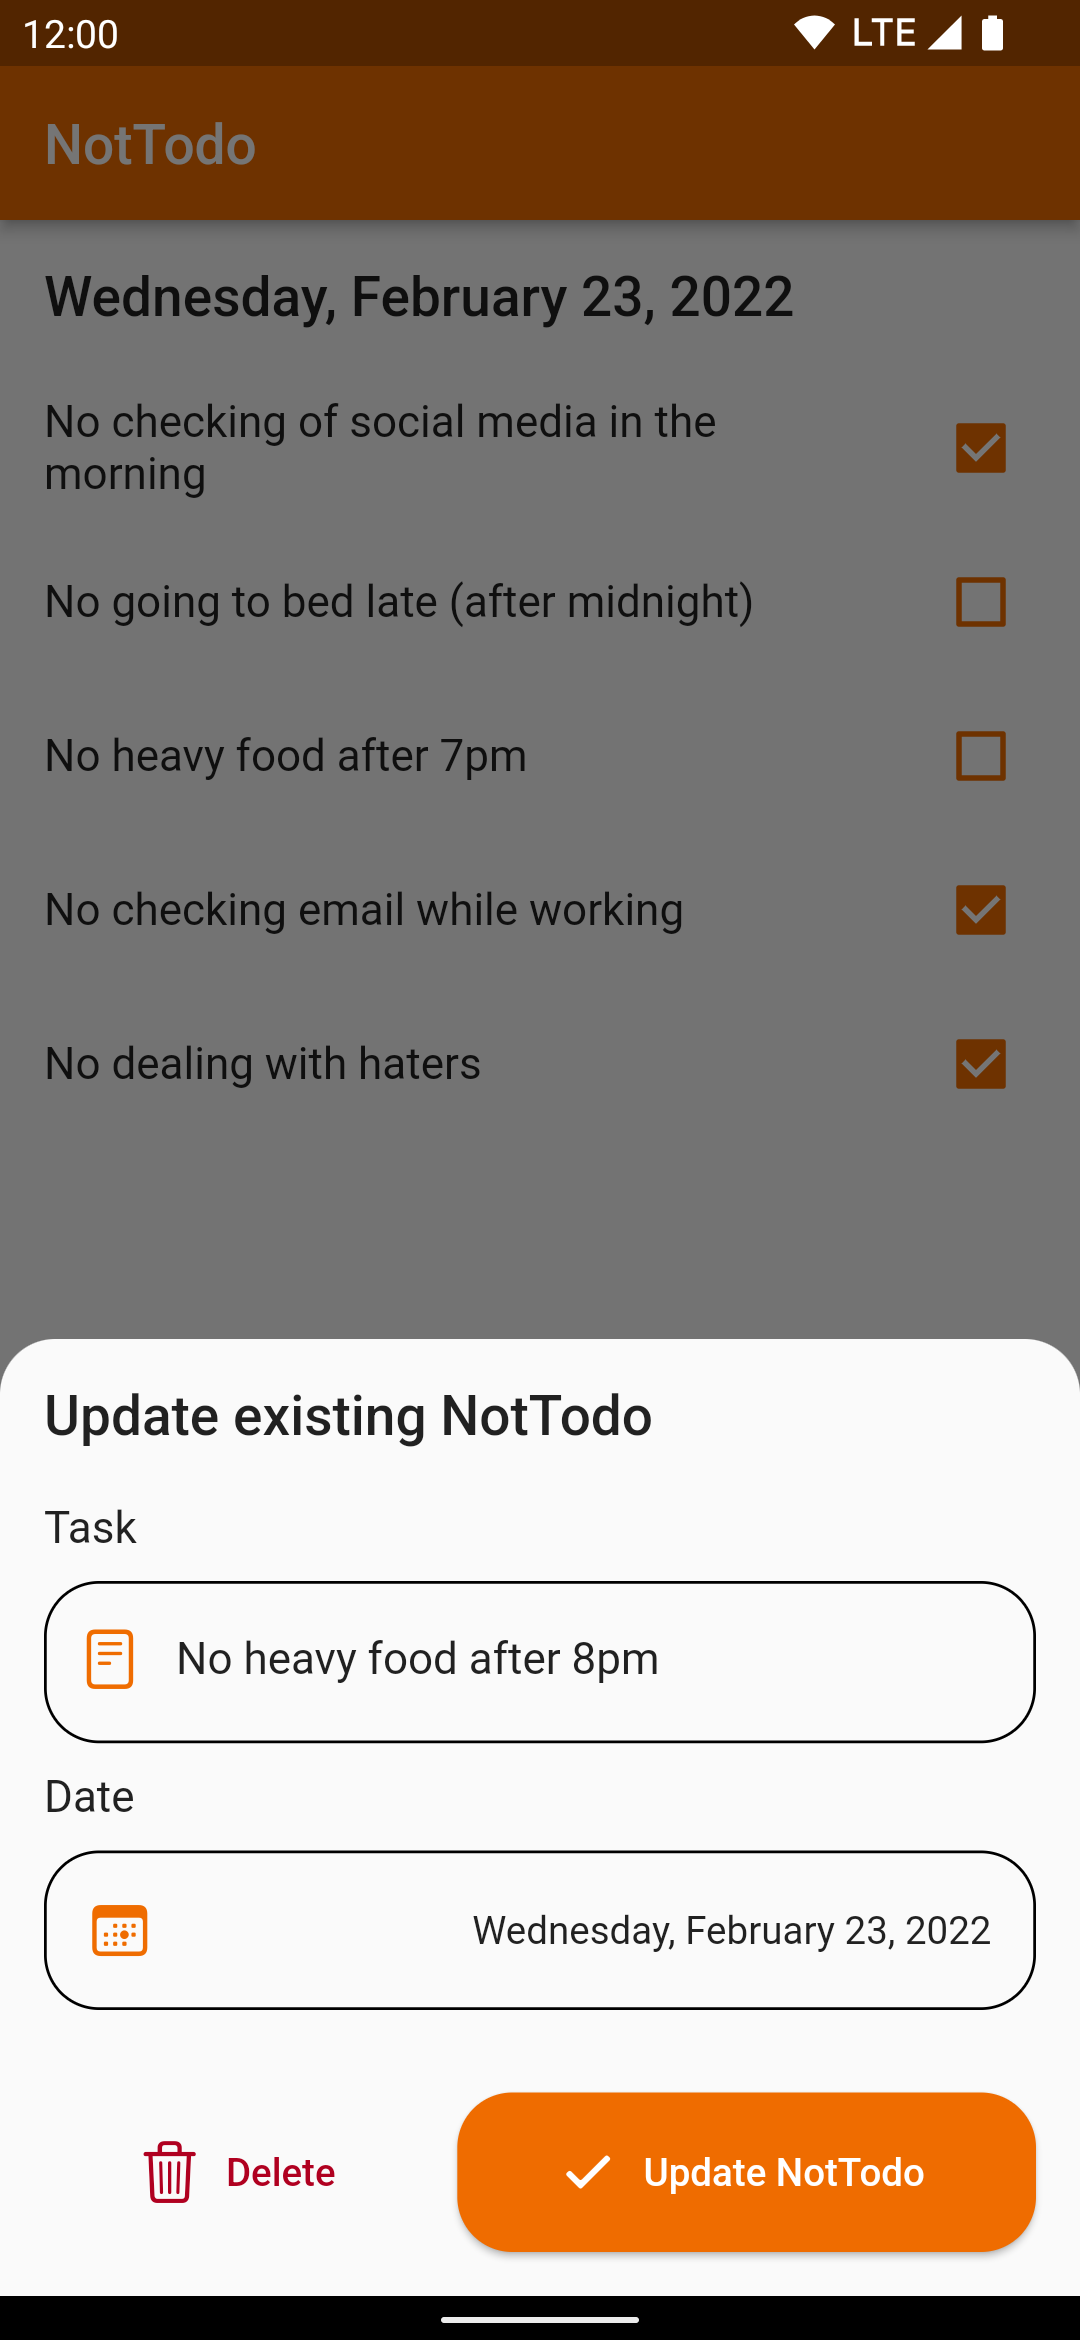 12:00
LTE
NotTodo
Wednesday, February 23, 2022
No checking of social media in the
morning
No going to bed late (after midnight)
No heavy food after 7pm
No checking email while working
No dealing with haters
Update existing NotTodo
Task
No heavy food after 8pm
Date
Wednesday, February 23, 2022
Delete
Update NotTodo